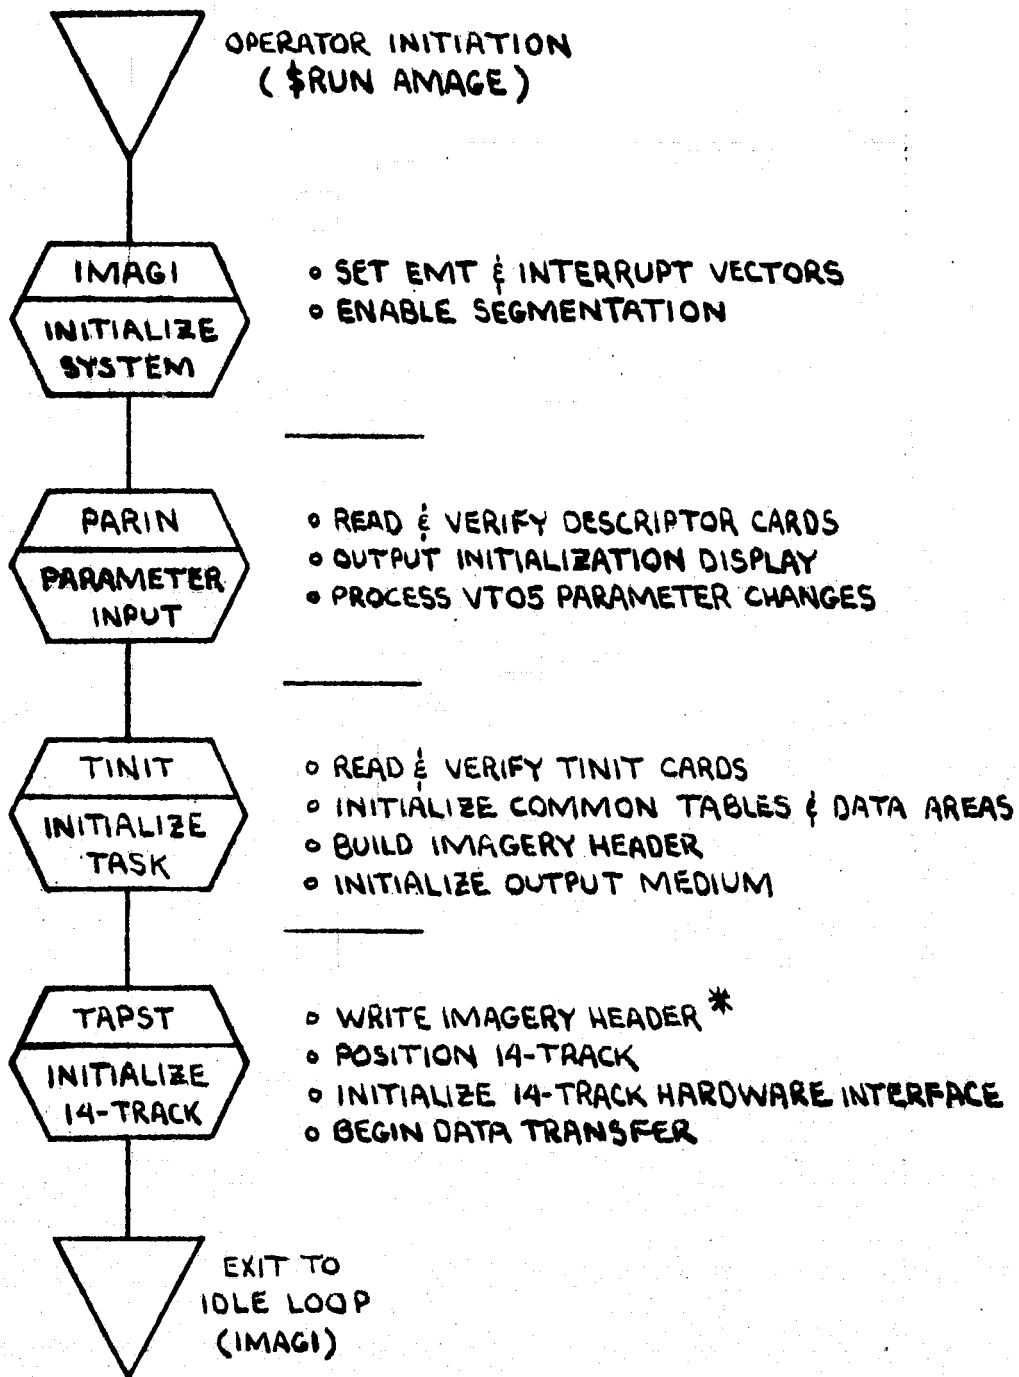 OPERATOR INITIATION
($RUN AMAGE)
IMAGI
INITIALIZE
SYSTEM
o SET EMT & INTERRUPT VECTORS
o ENABLE SEGMENTATION
PARIN
PARAMETER
INPUT
o READ & VERIFY DESCRIPTOR CARDS
o OUTPUT INITIALIZATION DISPLAY
o PROCESS VT05 PARAMETER CHANGES
TINIT
INITIALIZE
TASK
o READ & VERIFY TINIT CARDS
o INITIALIZE COMMON TABLES & DATA AREAS
o BUILD IMAGERY HEADER
o INITIALIZE OUTPUT MEDIUM
TAPST
INITIALIZE
14-TRACK
o WRITE IMAGERY HEADER *
o POSITION 14-TRACK
o INITIALIZE 14-TRACK HARDWARE INTERFACE
o BEGIN DATA TRANSFER
EXIT TO
IDLE LOOP
(IMAGI)